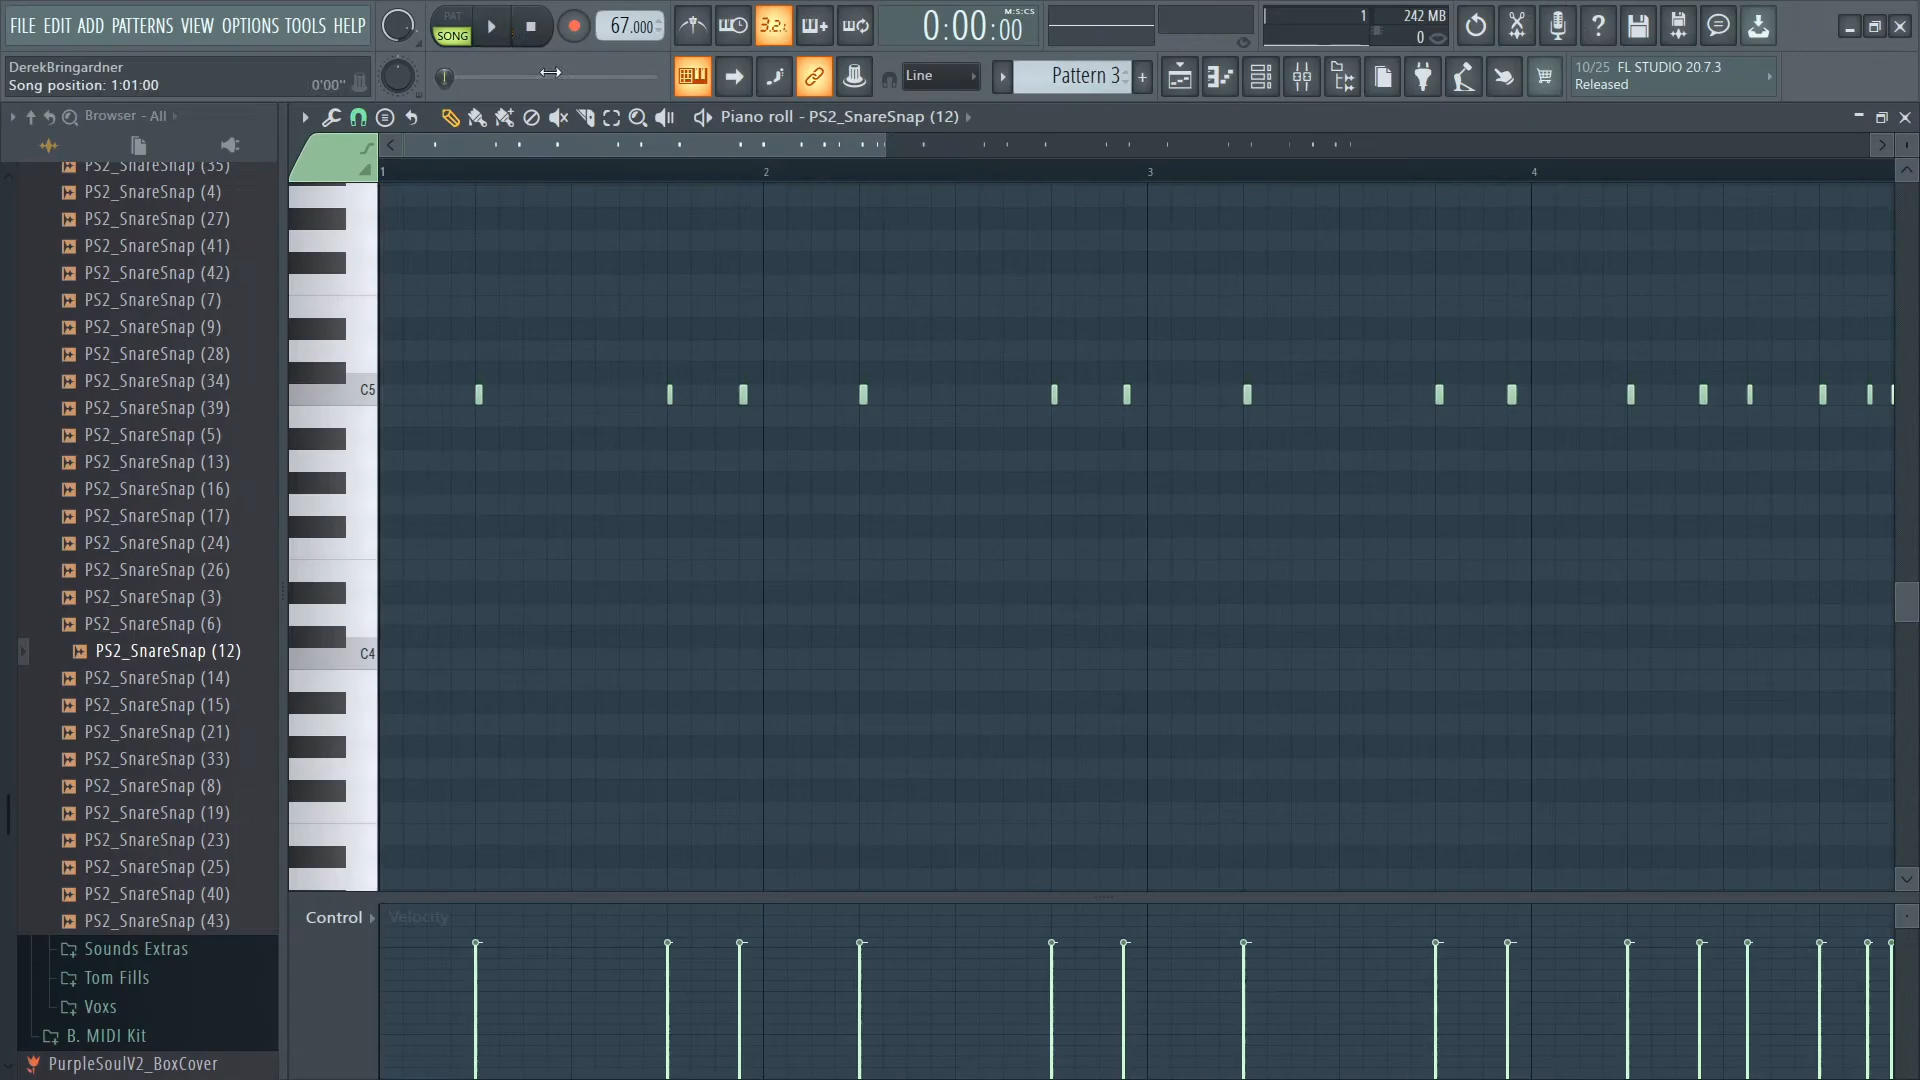 FILE EDIT ADD PATTERNS VIEW OPTIONS TOOLS HELP
PAT
SONG
67.000
3.2.
0:00:00
M:S:CS
1
242 MB
0
DerekBringardner
Song position: 1:01:00
0'00"
Line
Pattern 3
10/25 FL STUDIO 20.7.3
Released
Browser - All
Piano roll - PS2_SnareSnap (12)
1
2
3
4
PS2_SnareSnap (35)
PS2_SnareSnap (4)
PS2_SnareSnap (27)
PS2_SnareSnap (41)
PS2_SnareSnap (42)
PS2_SnareSnap (7)
PS2_SnareSnap (9)
PS2_SnareSnap (28)
PS2_SnareSnap (34)
PS2_SnareSnap (39)
PS2_SnareSnap (5)
PS2_SnareSnap (13)
PS2_SnareSnap (16)
PS2_SnareSnap (17)
PS2_SnareSnap (24)
PS2_SnareSnap (26)
PS2_SnareSnap (3)
PS2_SnareSnap (6)
PS2_SnareSnap (12)
PS2_SnareSnap (14)
PS2_SnareSnap (15)
PS2_SnareSnap (21)
PS2_SnareSnap (33)
PS2_SnareSnap (8)
PS2_SnareSnap (19)
PS2_SnareSnap (23)
PS2_SnareSnap (25)
PS2_SnareSnap (40)
PS2_SnareSnap (43)
Sounds Extras
Tom Fills
Voxs
B. MIDI Kit
PurpleSoulV2_BoxCover
C5
C4
Control
Velocity